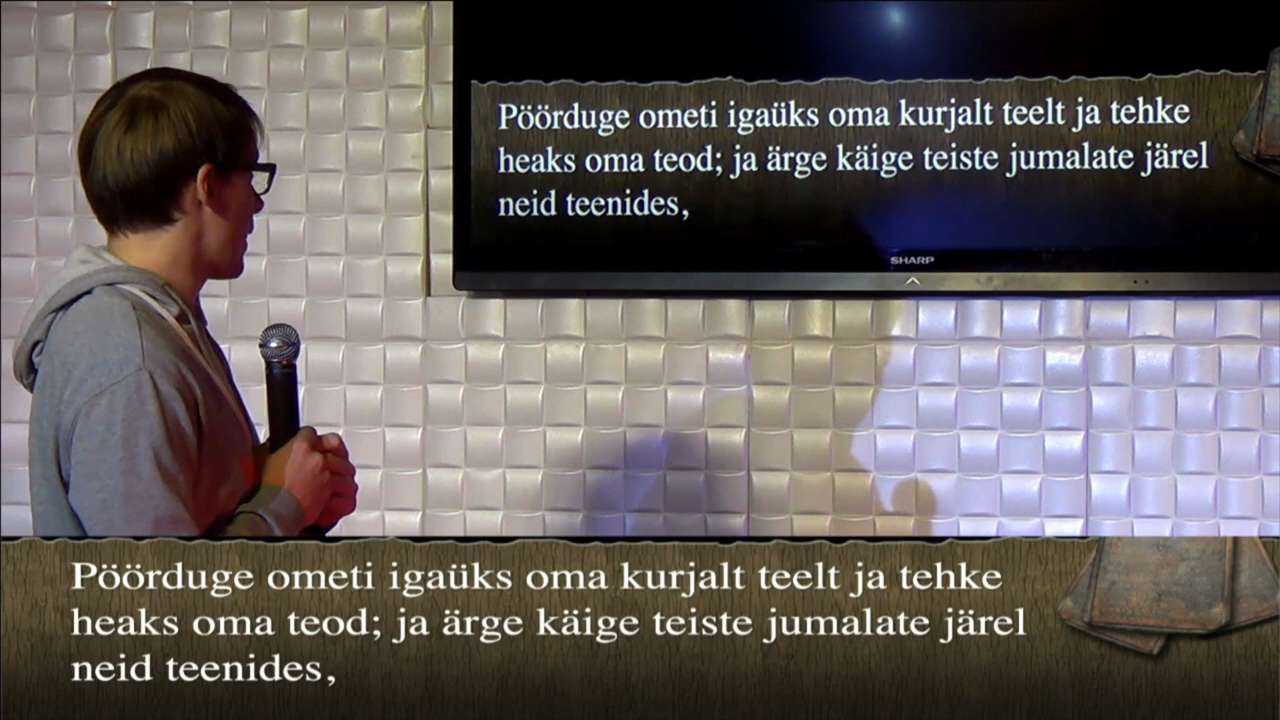 Pöörduge ometi igaüks oma kurjalt teelt ja tehke
heaks oma teod; ja ärge käige teiste jumalate järel
neid teenides,
SHARP
Pöörduge ometi igaüks oma kurjalt teelt ja tehke
heaks oma teod; ja ärge käige teiste jumalate järel
neid teenides,